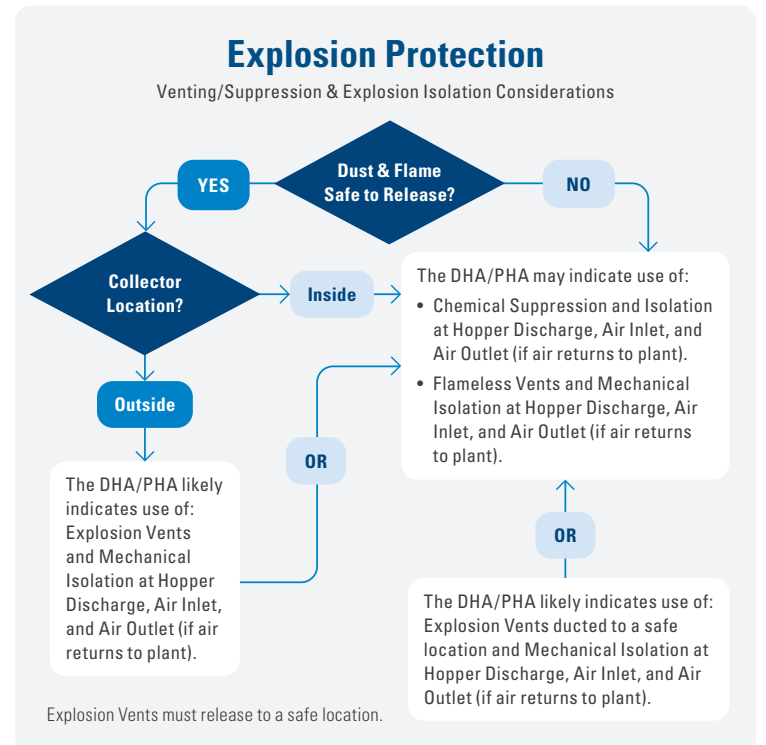 Explosion Protection
Venting/Suppression & Explosion Isolation Considerations
Dust & Flame
Safe to Release?
YES
NO
Collector
Location?
Inside
Outside
The DHA/PHA may indicate use of:
• Chemical Suppression and Isolation
at Hopper Discharge, Air Inlet, and
Air Outlet (if air returns to plant).
• Flameless Vents and Mechanical
Isolation at Hopper Discharge, Air
Inlet, and Air Outlet (if air returns
to plant).
OR
The DHA/PHA likely
indicates use of:
Explosion Vents
and Mechanical
Isolation at Hopper
Discharge, Air Inlet,
and Air Outlet (if air
returns to plant).
OR
The DHA/PHA likely indicates use of:
Explosion Vents ducted to a safe
location and Mechanical Isolation at
Hopper Discharge, Air Inlet, and Air
Outlet (if air returns to plant).
Explosion Vents must release to a safe location.